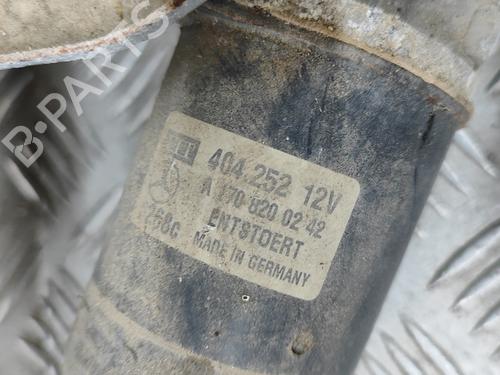 B-PARTS
404.252 12V
A 170 820 02 42
ENTSTOERT
268C
MADE IN GERMANY